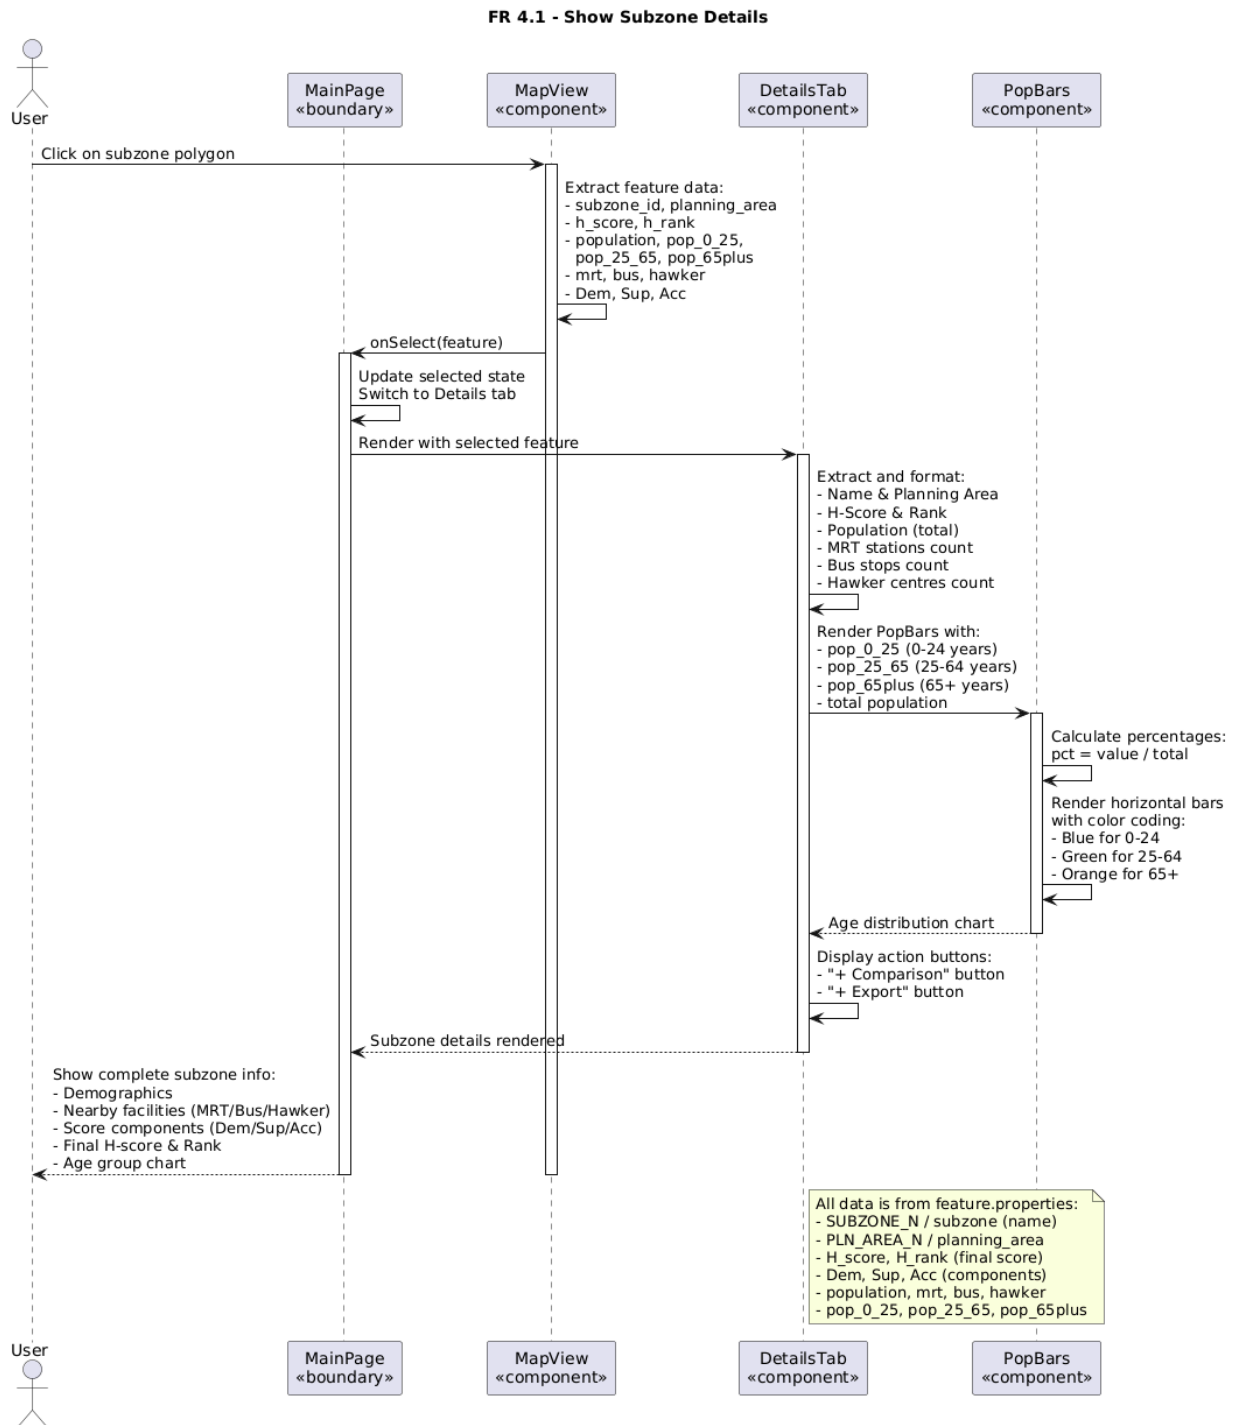 FR 4.1 - Show Subzone Details
User
MainPage
«boundary»
MapView
«component»
DetailsTab
«component»
PopBars
«component»
Click on subzone polygon
Extract feature data:
- subzone_id, planning_area
- h_score, h_rank
- population, pop_0_25,
pop_25_65, pop_65plus
- mrt, bus, hawker
- Dem, Sup, Acc
onSelect(feature)
Update selected state
Switch to Details tab
Render with selected feature
Extract and format:
- Name & Planning Area
- H-Score & Rank
- Population (total)
- MRT stations count
- Bus stops count
- Hawker centres count
Render PopBars with:
- pop_0_25 (0-24 years)
- pop_25_65 (25-64 years)
- pop_65plus (65+ years)
- total population
Calculate percentages:
pct = value / total
Render horizontal bars
with color coding:
- Blue for 0-24
- Green for 25-64
- Orange for 65+
Age distribution chart
Display action buttons:
- "+ Comparison" button
- "+ Export" button
Subzone details rendered
Show complete subzone info:
- Demographics
- Nearby facilities (MRT/Bus/Hawker)
- Score components (Dem/Sup/Acc)
- Final H-score & Rank
- Age group chart
All data is from feature.properties:
- SUBZONE_N / subzone (name)
- PLN_AREA_N / planning_area
- H_score, H_rank (final score)
- Dem, Sup, Acc (components)
- population, mrt, bus, hawker
- pop_0_25, pop_25_65, pop_65plus
User
MainPage
«boundary»
MapView
«component»
DetailsTab
«component»
PopBars
«component»